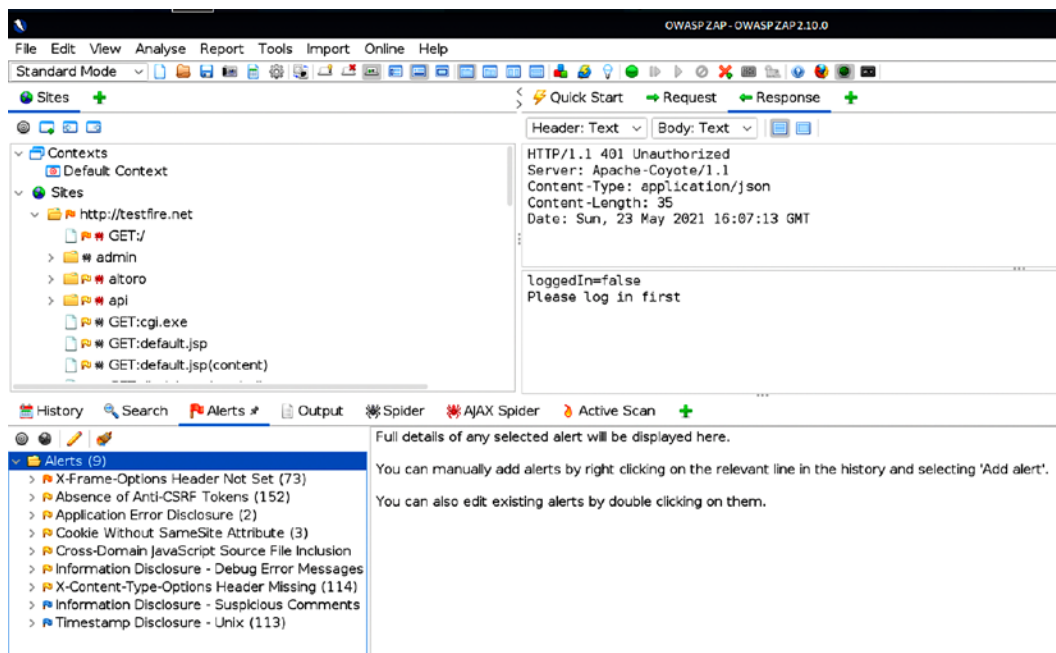 OWASP ZAP - OWASP ZAP 2.10.0
File Edit View Analyse Report Tools Import Online Help
Standard Mode
Sites
Quick Start Request Response
Header: Text Body: Text
Contexts
Default Context
Sites
http://testfire.net
GET:/
admin
altoro
api
GET:cgi.exe
GET:default.jsp
GET:default.jsp(content)
HTTP/1.1 401 Unauthorized
Server: Apache-Coyote/1.1
Content-Type: application/json
Content-Length: 35
Date: Sun, 23 May 2021 16:07:13 GMT
loggedIn=false
Please log in first
History Search Alerts Output Spider AJAX Spider Active Scan
Alerts (9)
X-Frame-Options Header Not Set (73)
Absence of Anti-CSRF Tokens (152)
Application Error Disclosure (2)
Cookie Without SameSite Attribute (3)
Cross-Domain JavaScript Source File Inclusion
Information Disclosure - Debug Error Messages
X-Content-Type-Options Header Missing (114)
Information Disclosure - Suspicious Comments
Timestamp Disclosure - Unix (113)
Full details of any selected alert will be displayed here.
You can manually add alerts by right clicking on the relevant line in the history and selecting 'Add alert'.
You can also edit existing alerts by double clicking on them.